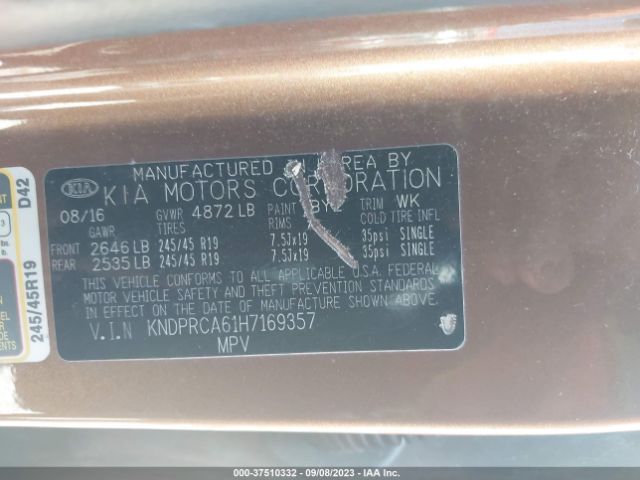 MANUFACTURED IN KOREA BY
KIA KIA MOTORS CORPORATION
08/16 GVWR 4872 LB PAINT TRIM WK
GAWR TIRES RIMS COLD TIRE INFL
FRONT 2646 LB 245/45 R19 7.5Jx19 35psi SINGLE
REAR 2535 LB 245/45 R19 7.5Jx19 35psi SINGLE
THIS VEHICLE CONFORMS TO ALL APPLICABLE U.S.A. FEDERAL
MOTOR VEHICLE SAFETY AND THEFT PREVENTION STANDARDS
IN EFFECT ON THE DATE OF MANUFACTURE SHOWN ABOVE.
V.I.N KNDPRCA61H7169357
MPV
D42
245/45R19
000-37510332 - 09/08/2023 - IAA Inc.